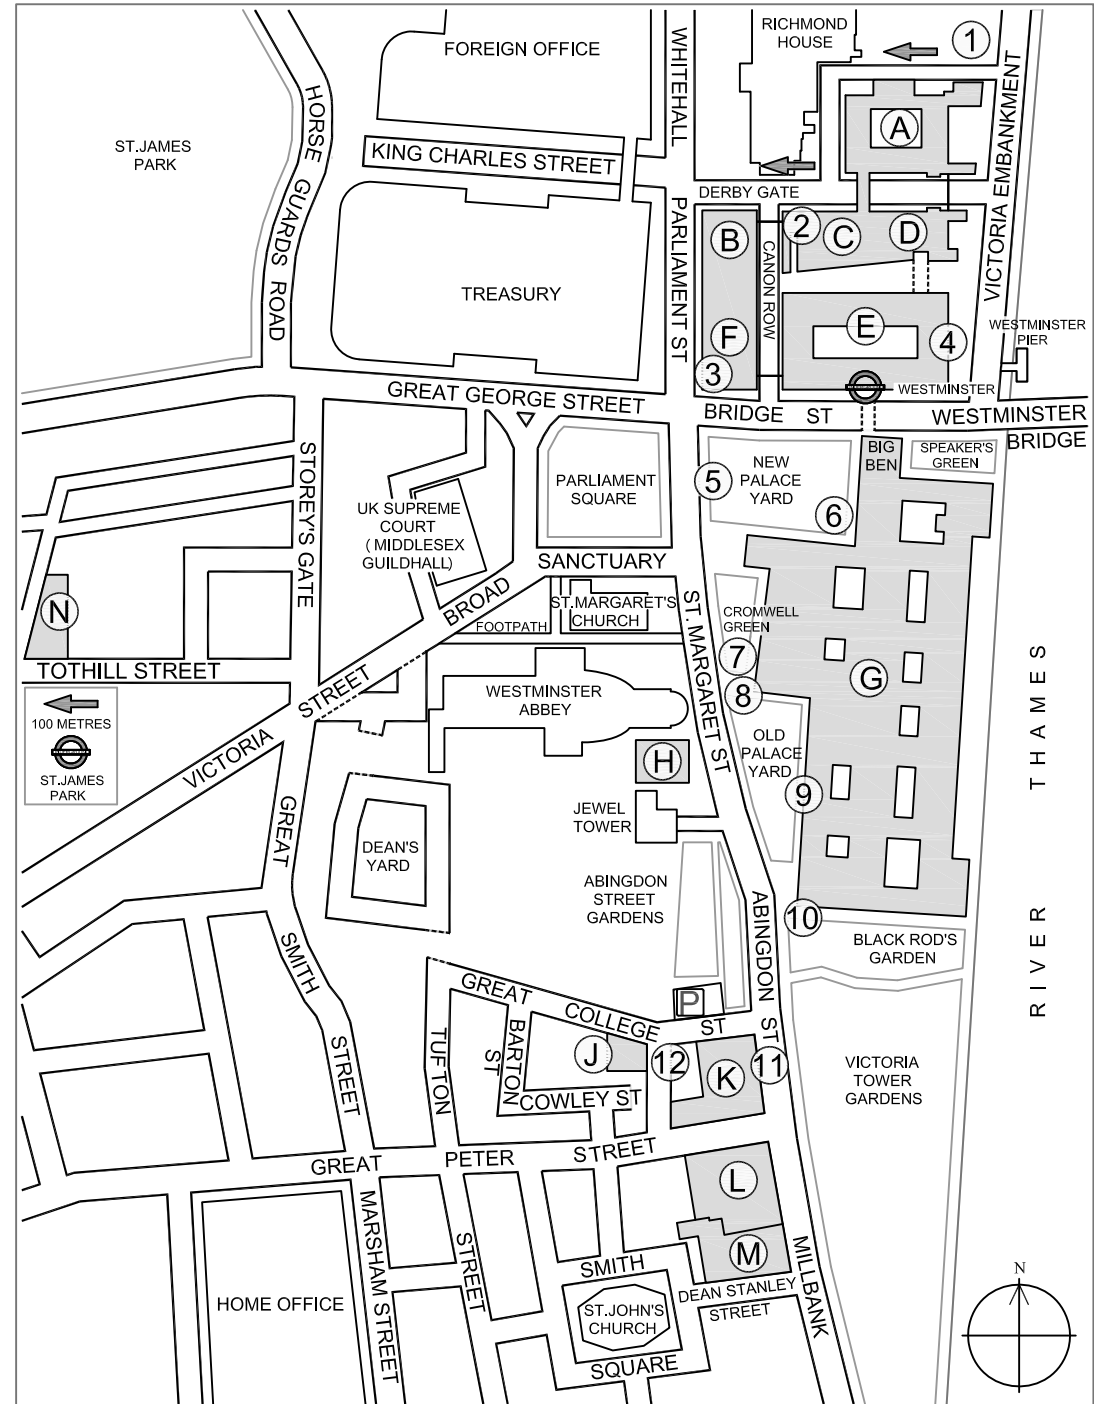 RICHMOND
HOUSE
1
FOREIGN OFFICE
WHITEHALL
HORSE GUARDS ROAD
ST.JAMES
PARK
KING CHARLES STREET
A
VICTORIA EMBANKMENT
DERBY GATE
PARLIAMENT ST
B
2
C
D
CANON ROW
TREASURY
E
F
4
3
WESTMINSTER
PIER
WESTMINSTER
GREAT GEORGE STREET
BRIDGE ST
WESTMINSTER
BRIDGE
STOREY'S GATE
PARLIAMENT
SQUARE
5
NEW
PALACE
YARD
6
BIG
BEN
SPEAKER'S
GREEN
UK SUPREME
COURT
( MIDDLESEX
GUILDHALL)
SANCTUARY
BROAD
ST.MARGARET'S
CHURCH
FOOTPATH
ST. MARGARET ST
CROMWELL
GREEN
N
TOTHILL STREET
7
8
G
100 METRES
ST.JAMES
PARK
VICTORIA STREET
WESTMINSTER
ABBEY
H
OLD
PALACE
YARD
9
JEWEL
TOWER
GREAT
SMITH
STREET
DEAN'S
YARD
ABINGDON
STREET
GARDENS
ABINGDON ST
10
BLACK ROD'S
GARDEN
RIVER THAMES
GREAT COLLEGE ST
P
TUFTON
BARTON
ST
J
12
K
11
COWLEY ST
VICTORIA
TOWER
GARDENS
GREAT PETER STREET
L
M
MARSHAM STREET
STREET
SMITH
DEAN STANLEY
STREET
MILLBANK
HOME OFFICE
ST.JOHN'S
CHURCH
SQUARE
N